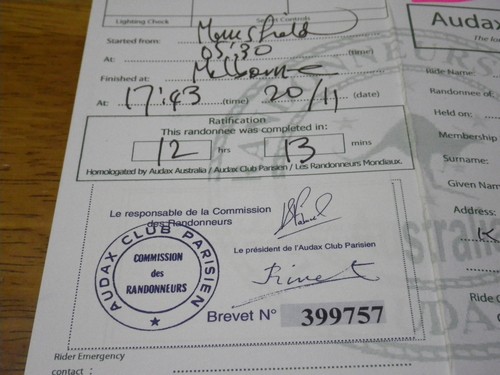 Lighting Check
Secret Controls
Started from: Mansfield
At: 05:30 (time)
Finished at: Melbourne
At: 17:43 (time) 20/11 (date)
Ratification
This randonnee was completed in:
12 hrs 13 mins
Homologated by Audax Australia / Audax Club Parisien / Les Randonneurs Mondiaux.
Le responsable de la Commission
des Randonneurs
Le président de l'Audax Club Parisien
AUDAX CLUB PARISIEN
COMMISSION
des
RANDONNEURS
Brevet N° 399757
Rider Emergency
contact :
Audax
Ride Name
Randonnee of
Held on:
Membership
Surname:
Given Nam
Address:
K
Ride C